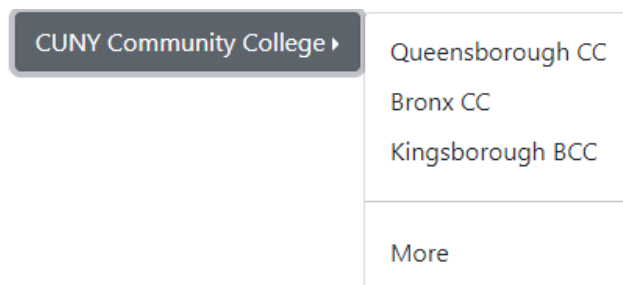 CUNY Community College
Queensborough CC
Bronx CC
Kingsborough BCC
More